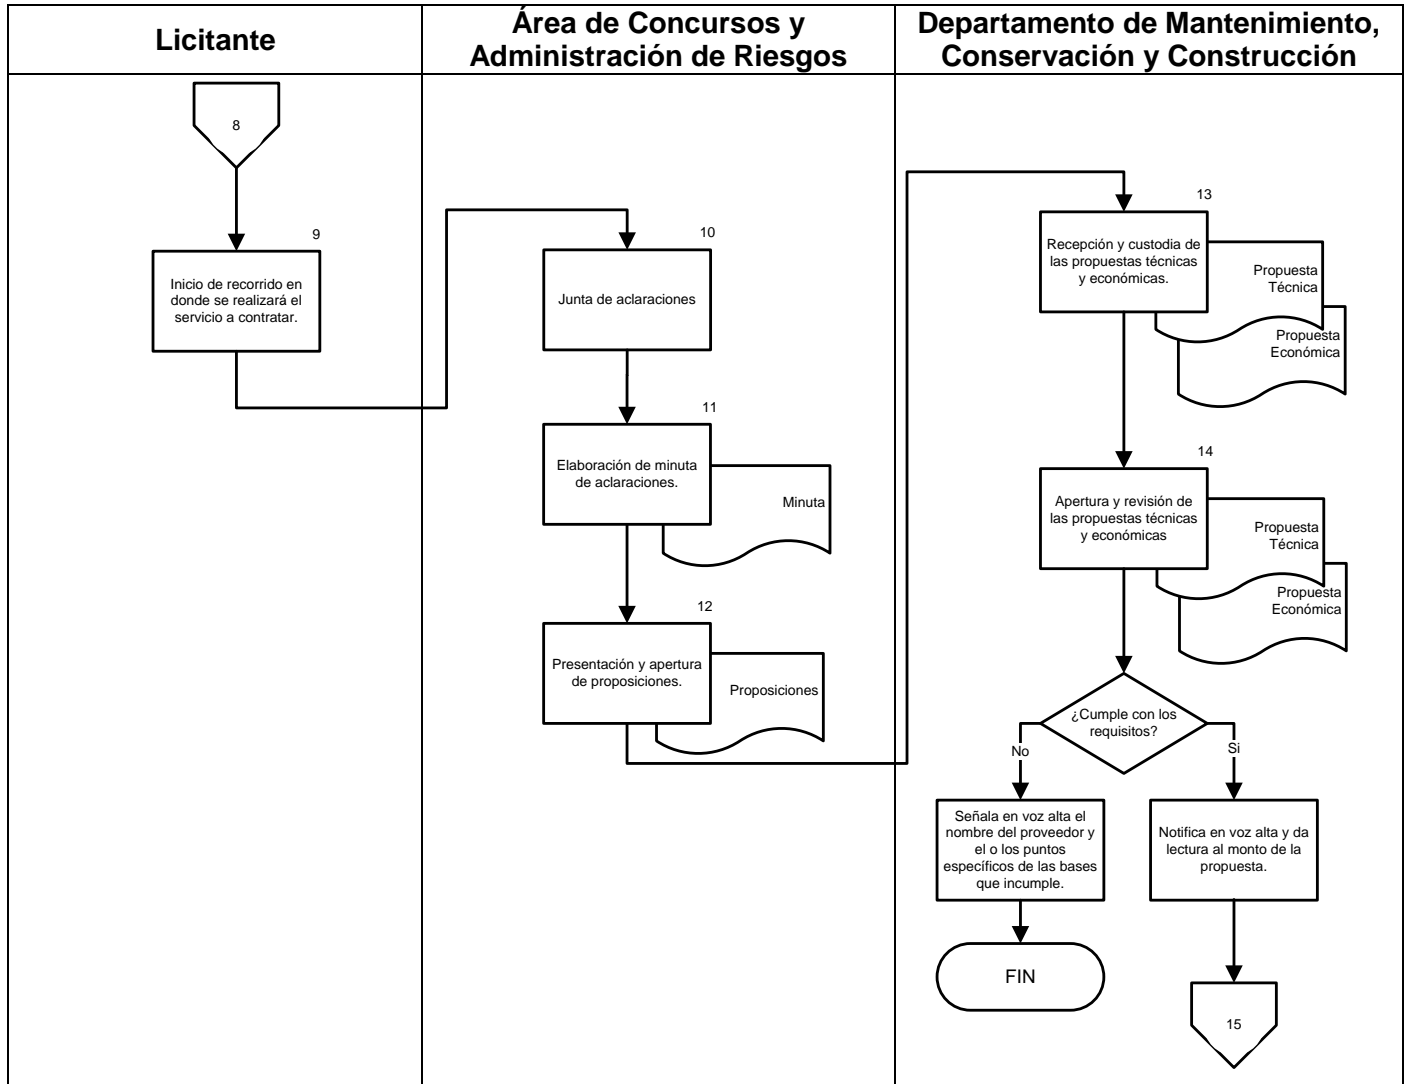 Licitante
Área de Concursos y
Administración de Riesgos
Departamento de Mantenimiento,
Conservación y Construcción
8
9
Inicio de recorrido en
donde se realizará el
servicio a contratar.
10
Junta de aclaraciones
11
Elaboración de minuta
de aclaraciones.
Minuta
12
Presentación y apertura
de proposiciones.
Proposiciones
13
Recepción y custodia de
las propuestas técnicas
y económicas.
Propuesta
Técnica
Propuesta
Económica
14
Apertura y revisión de
las propuestas técnicas
y económicas
Propuesta
Técnica
Propuesta
Económica
¿Cumple con los
requisitos?
No
Si
Señala en voz alta el
nombre del proveedor y
el o los puntos
específicos de las bases
que incumple.
Notifica en voz alta y da
lectura al monto de la
propuesta.
FIN
15